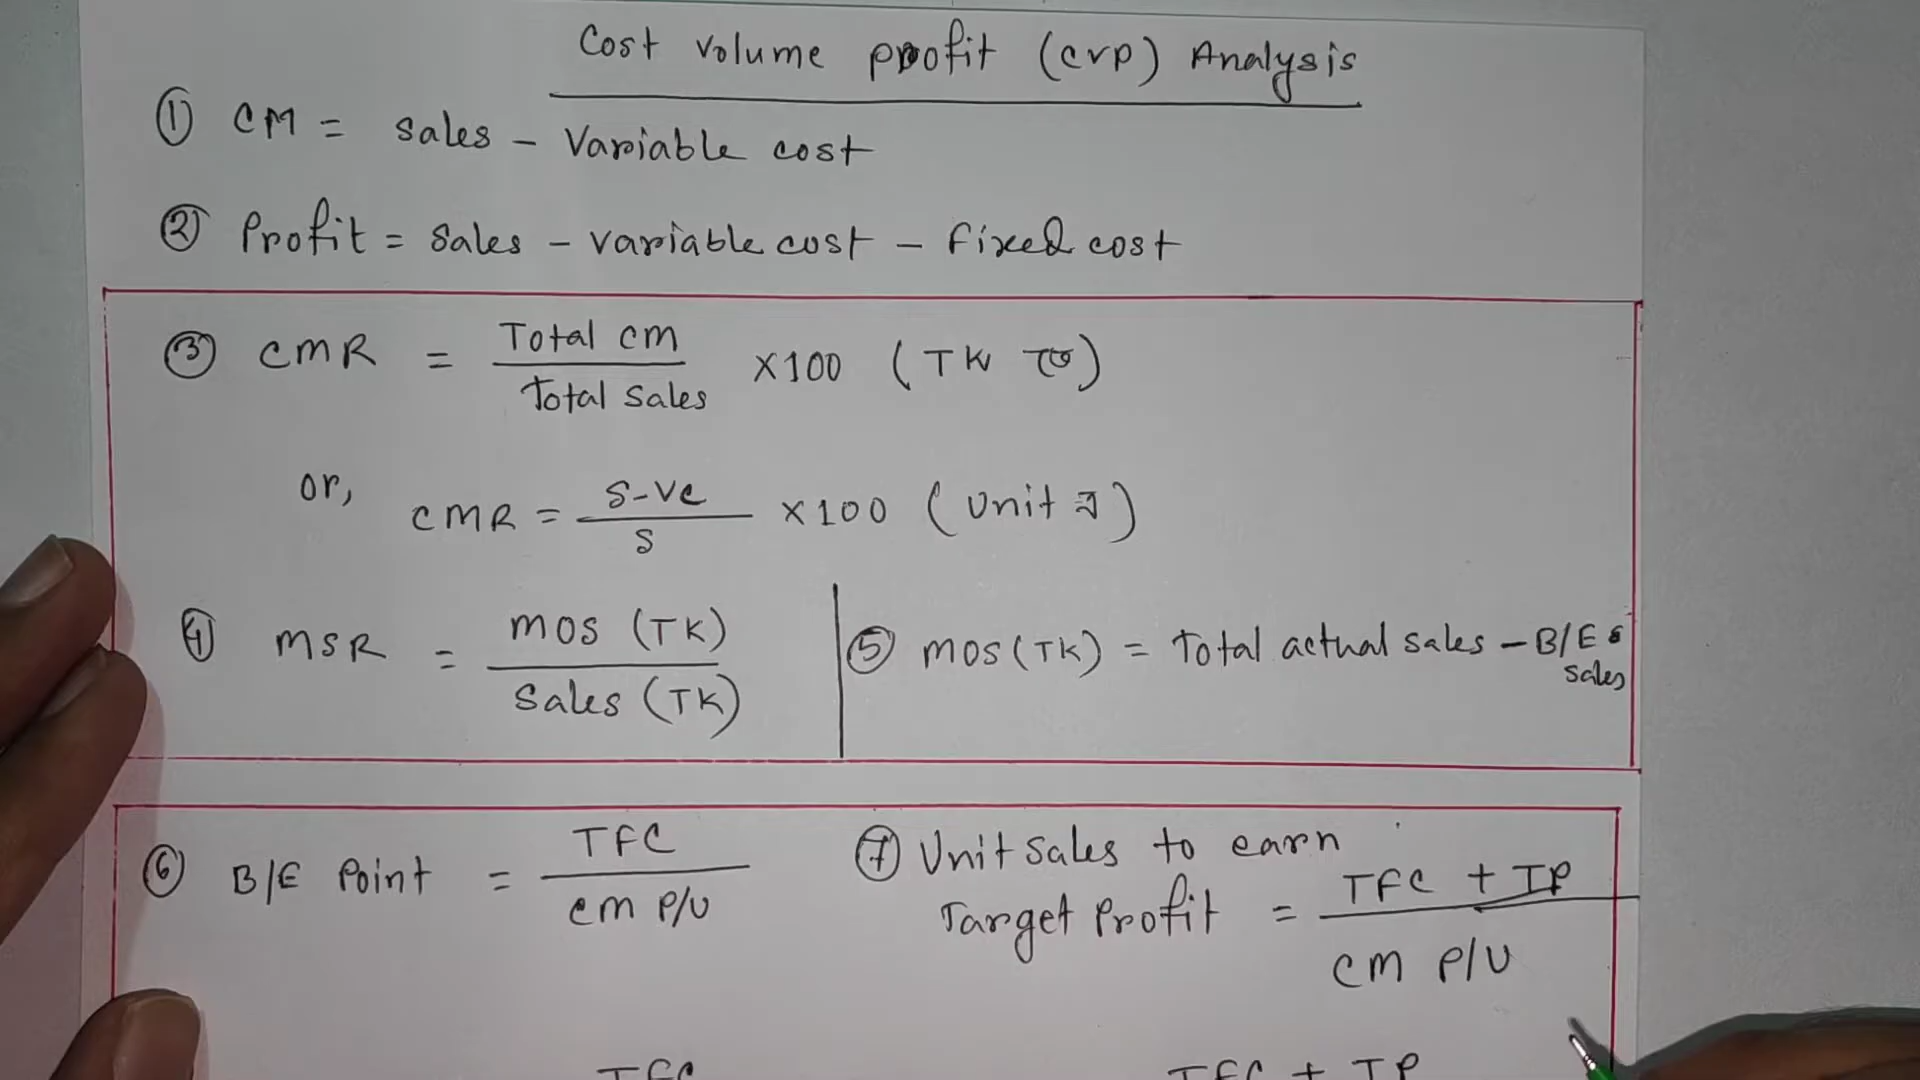 Cost Volume profit (CVP) Analysis
① CM = Sales - Variable cost
② Profit = Sales - variable cost - Fixed cost
③ CMR = Total CM / Total Sales X100 (TK তে)
or, CMR = S-VC / S X100 (Unit এ)
④ MSR = MOS (TK) / Sales (TK)
⑤ MOS (TK) = Total actual sales - B/E sales
⑥ B/E Point = TFC / CM P/U
⑦ Unit Sales to earn Target Profit = TFC + TP / CM P/U
TFC
TFC + TP